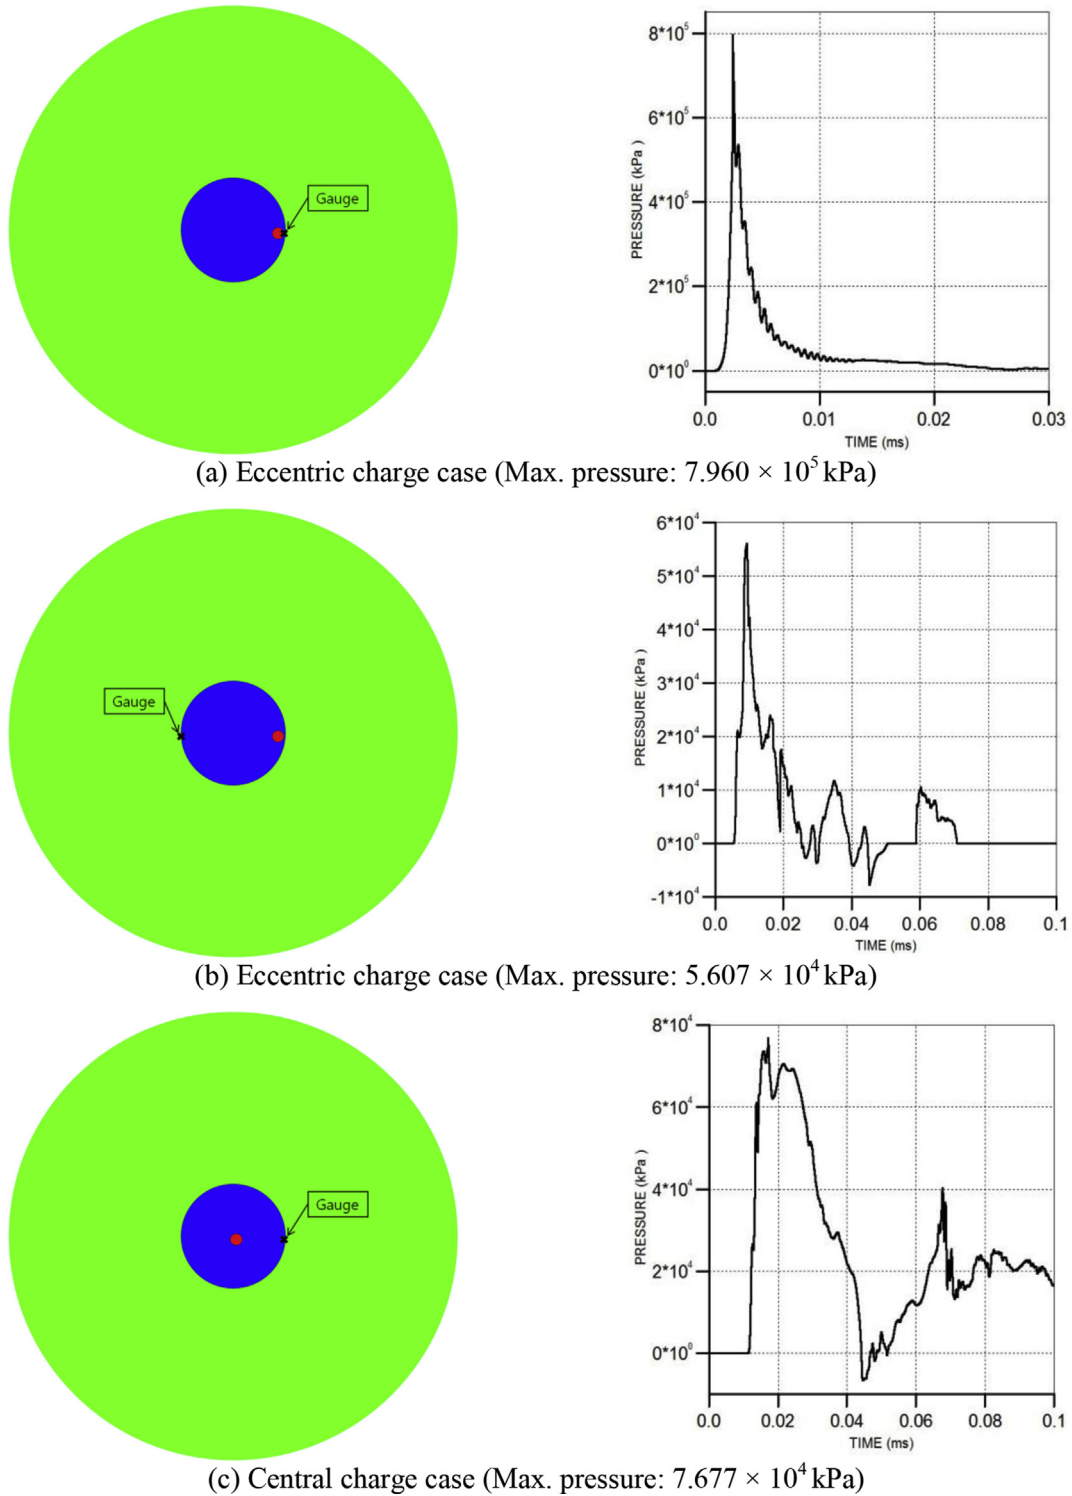 Gauge
8*10⁵
6*10⁵
4*10⁵
2*10⁵
0*10⁰
PRESSURE (kPa )
0.0 0.01 0.02 0.03
TIME (ms)
(a) Eccentric charge case (Max. pressure: 7.960 × 10⁵ kPa)
Gauge
6*10⁴
5*10⁴
4*10⁴
3*10⁴
2*10⁴
1*10⁴
0*10⁰
-1*10⁴
PRESSURE (kPa )
0.0 0.02 0.04 0.06 0.08 0.1
TIME (ms)
(b) Eccentric charge case (Max. pressure: 5.607 × 10⁴ kPa)
Gauge
8*10⁴
6*10⁴
4*10⁴
2*10⁴
0*10⁰
PRESSURE (kPa )
0.0 0.02 0.04 0.06 0.08 0.1
TIME (ms)
(c) Central charge case (Max. pressure: 7.677 × 10⁴ kPa)